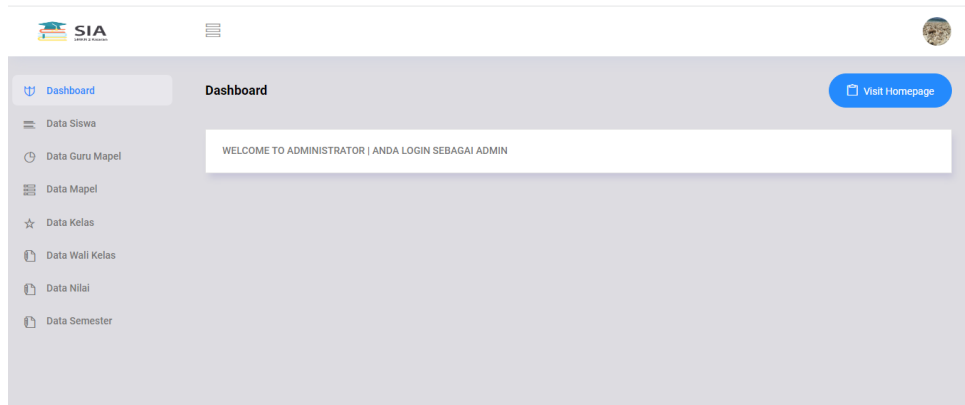 SIA
Dashboard
Data Siswa
Data Guru Mapel
Data Mapel
Data Kelas
Data Wali Kelas
Data Nilai
Data Semester
Dashboard
Visit Homepage
WELCOME TO ADMINISTRATOR | ANDA LOGIN SEBAGAI ADMIN